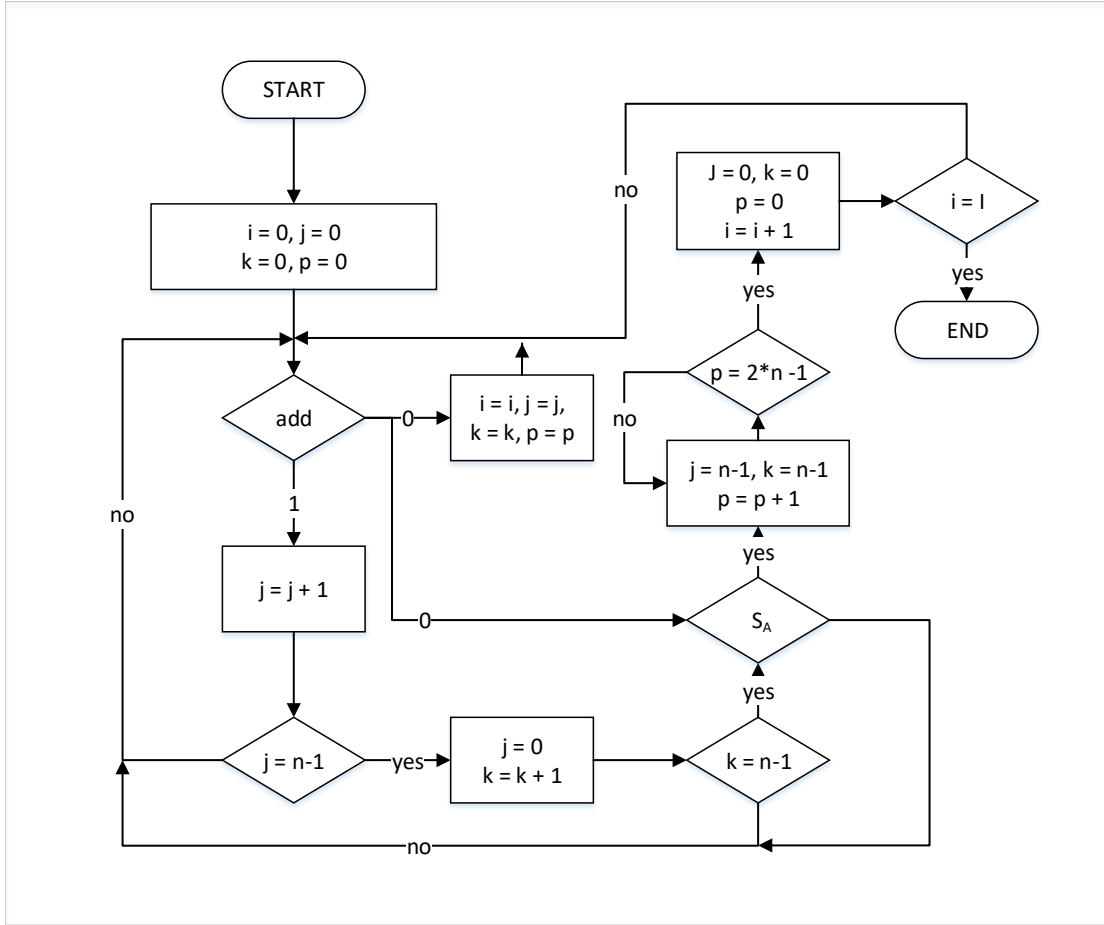 START
i = 0, j = 0
k = 0, p = 0
add
0
i = i, j = j,
k = k, p = p
1
j = j + 1
0
no
j = n-1
yes
j = 0
k = k + 1
k = n-1
no
yes
S_A
yes
j = n-1, k = n-1
p = p + 1
no
p = 2*n -1
yes
J = 0, k = 0
p = 0
i = i + 1
no
i = I
yes
END